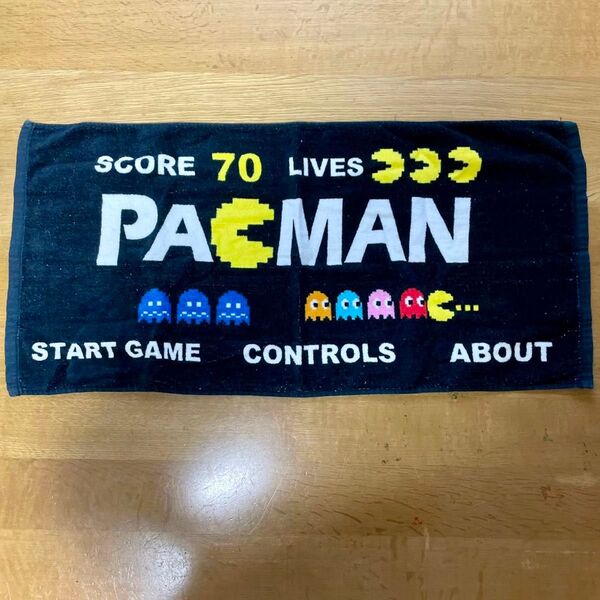 SCORE 70 LIVES
PACMAN
START GAME CONTROLS ABOUT